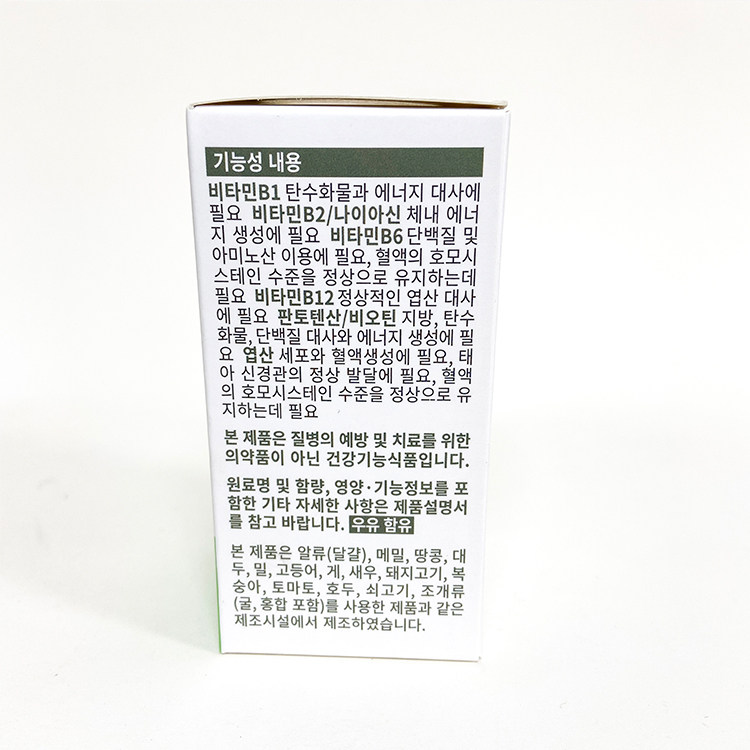 기능성 내용
비타민B1 탄수화물과 에너지 대사에
필요 비타민B2/나이아신 체내 에너
지 생성에 필요 비타민B6 단백질 및
아미노산 이용에 필요, 혈액의 호모시
스테인 수준을 정상으로 유지하는데
필요 비타민B12 정상적인 엽산 대사
에 필요 판토텐산/비오틴 지방, 탄수
화물, 단백질 대사와 에너지 생성에 필
요 엽산 세포와 혈액생성에 필요, 태
아 신경관의 정상 발달에 필요, 혈액
의 호모시스테인 수준을 정상으로 유
지하는데 필요
본 제품은 질병의 예방 및 치료를 위한
의약품이 아닌 건강기능식품입니다.
원료명 및 함량, 영양·기능정보를 포
함한 기타 자세한 사항은 제품설명서
를 참고 바랍니다. 우유 함유
본 제품은 알류(달걀), 메밀, 땅콩, 대
두, 밀, 고등어, 게, 새우, 돼지고기, 복
숭아, 토마토, 호두, 쇠고기, 조개류
(굴, 홍합 포함)를 사용한 제품과 같은
제조시설에서 제조하였습니다.